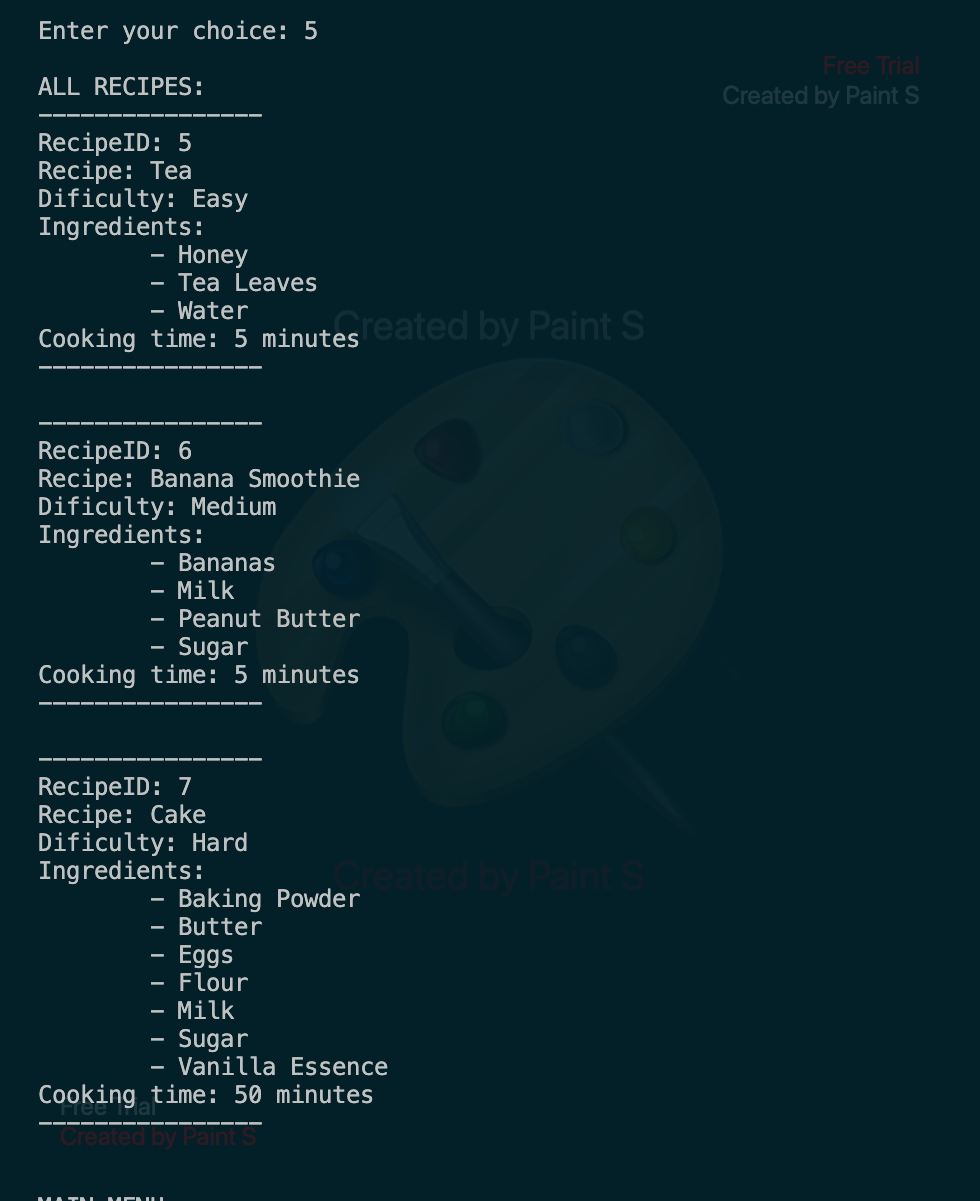 Enter your choice: 5
Free Trial
ALL RECIPES:
Created by Paint S
----------------
RecipeID: 5
Recipe: Tea
Dificulty: Easy
Ingredients:
- Honey
- Tea Leaves
- Water
Created by Paint S
Cooking time: 5 minutes
----------------
----------------
RecipeID: 6
Recipe: Banana Smoothie
Dificulty: Medium
Ingredients:
- Bananas
- Milk
- Peanut Butter
- Sugar
Cooking time: 5 minutes
----------------
----------------
RecipeID: 7
Recipe: Cake
Dificulty: Hard
Ingredients:
Created by Paint S
- Baking Powder
- Butter
- Eggs
- Flour
- Milk
- Sugar
- Vanilla Essence
Cooking time: 50 minutes
Free Trial
----------------
Created by Paint S
MAIN MENU